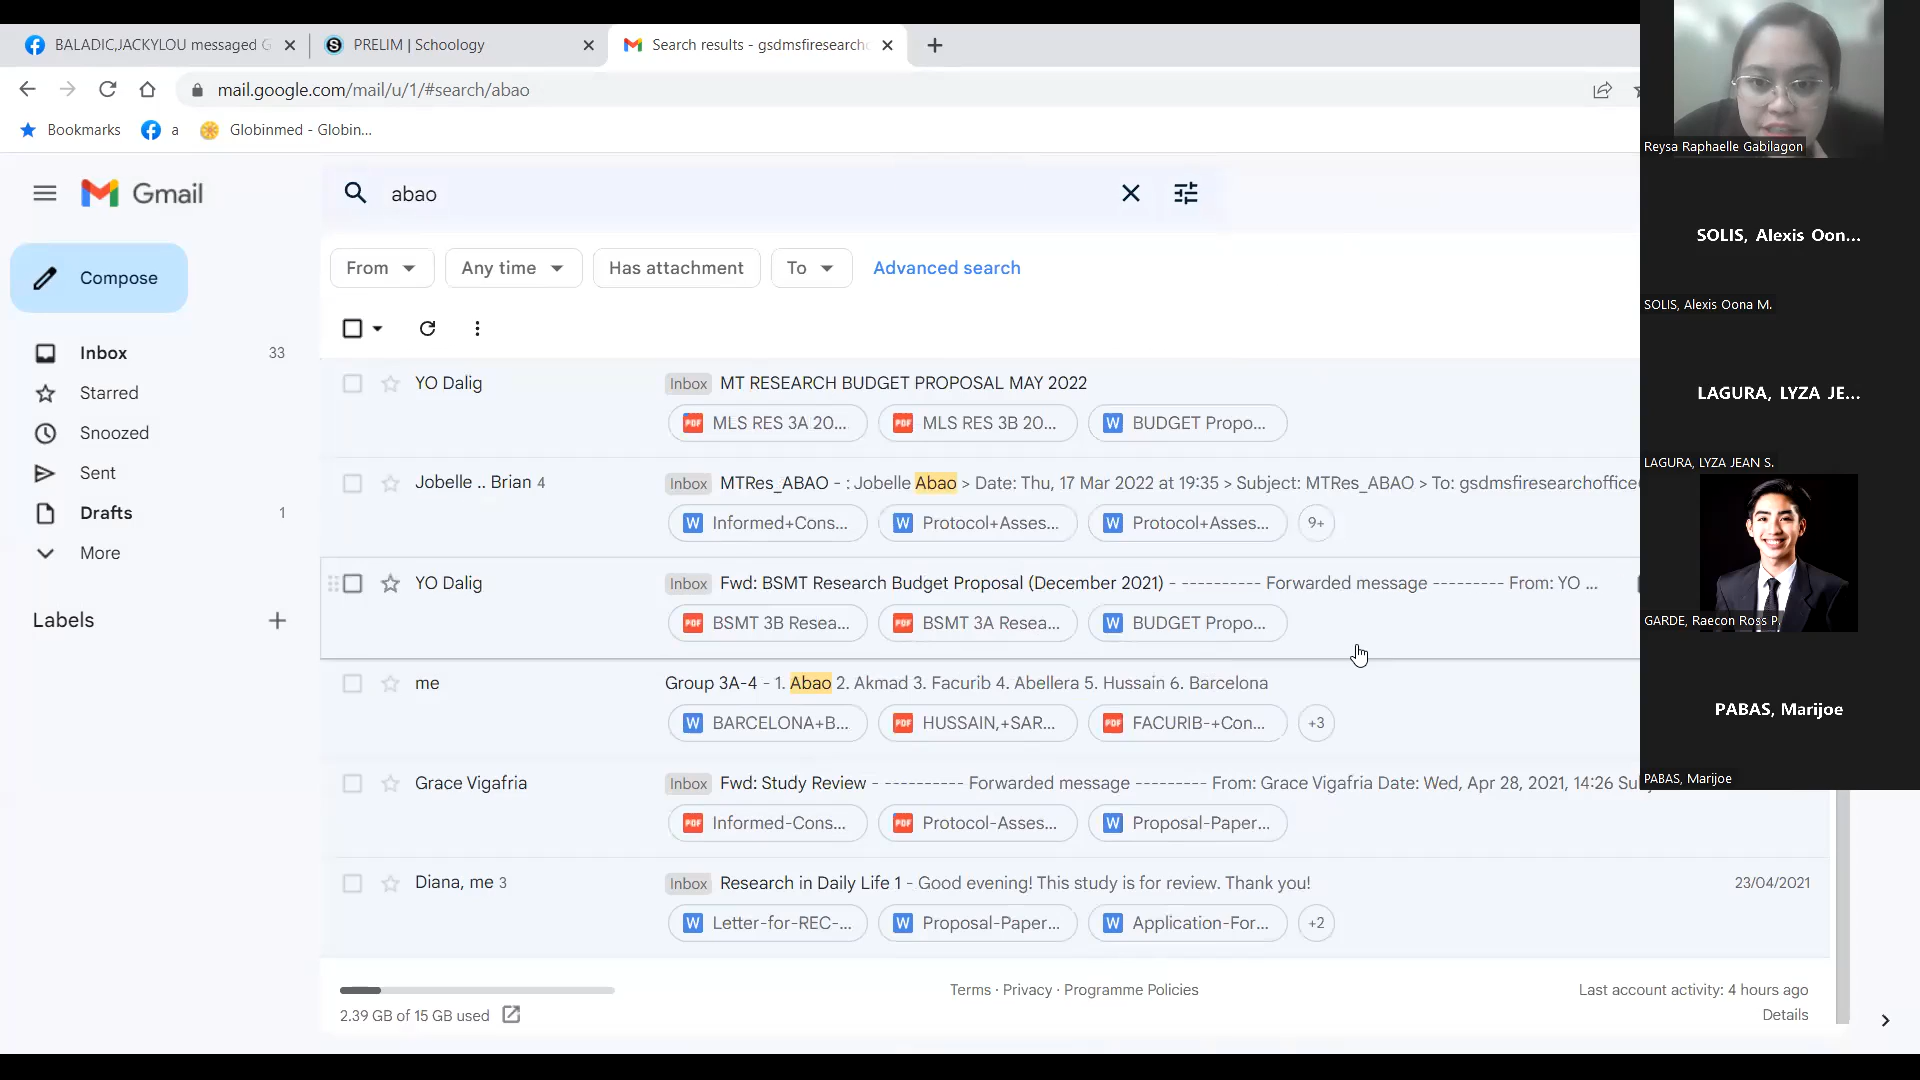 BALADIC,JACKYLOU messaged G
PRELIM | Schoology
Search results - gsdmsfiresearch
mail.google.com/mail/u/1/#search/abao
Bookmarks
a
Globinmed - Globin...
Gmail
abao
Compose
From
Any time
Has attachment
To
Advanced search
Inbox 33
Starred
Snoozed
Sent
Drafts 1
More
Labels
YO Dalig Inbox MT RESEARCH BUDGET PROPOSAL MAY 2022
PDF MLS RES 3A 20... PDF MLS RES 3B 20... W BUDGET Propo...
Jobelle .. Brian 4 Inbox MTRes_ABAO - : Jobelle Abao > Date: Thu, 17 Mar 2022 at 19:35 > Subject: MTRes_ABAO > To: gsdmsfiresearchoffice
W Informed+Cons... W Protocol+Asses... W Protocol+Asses... 9+
YO Dalig Inbox Fwd: BSMT Research Budget Proposal (December 2021) - ---------- Forwarded message --------- From: YO ...
PDF BSMT 3B Resea... PDF BSMT 3A Resea... W BUDGET Propo...
me Group 3A-4 - 1. Abao 2. Akmad 3. Facurib 4. Abellera 5. Hussain 6. Barcelona
W BARCELONA+B... PDF HUSSAIN,+SAR... PDF FACURIB-+Con... +3
Grace Vigafria Inbox Fwd: Study Review - ---------- Forwarded message --------- From: Grace Vigafria Date: Wed, Apr 28, 2021, 14:26 Su
PDF Informed-Cons... PDF Protocol-Asses... W Proposal-Paper...
Diana, me 3 Inbox Research in Daily Life 1 - Good evening! This study is for review. Thank you! 23/04/2021
W Letter-for-REC-... W Proposal-Paper... W Application-For... +2
2.39 GB of 15 GB used
Terms · Privacy · Programme Policies
Last account activity: 4 hours ago
Details
Reysa Raphaelle Gabilagon
SOLIS, Alexis Oon...
SOLIS, Alexis Oona M.
LAGURA, LYZA JE...
LAGURA, LYZA JEAN S.
GARDE, Raecon Ross P.
PABAS, Marijoe
PABAS, Marijoe